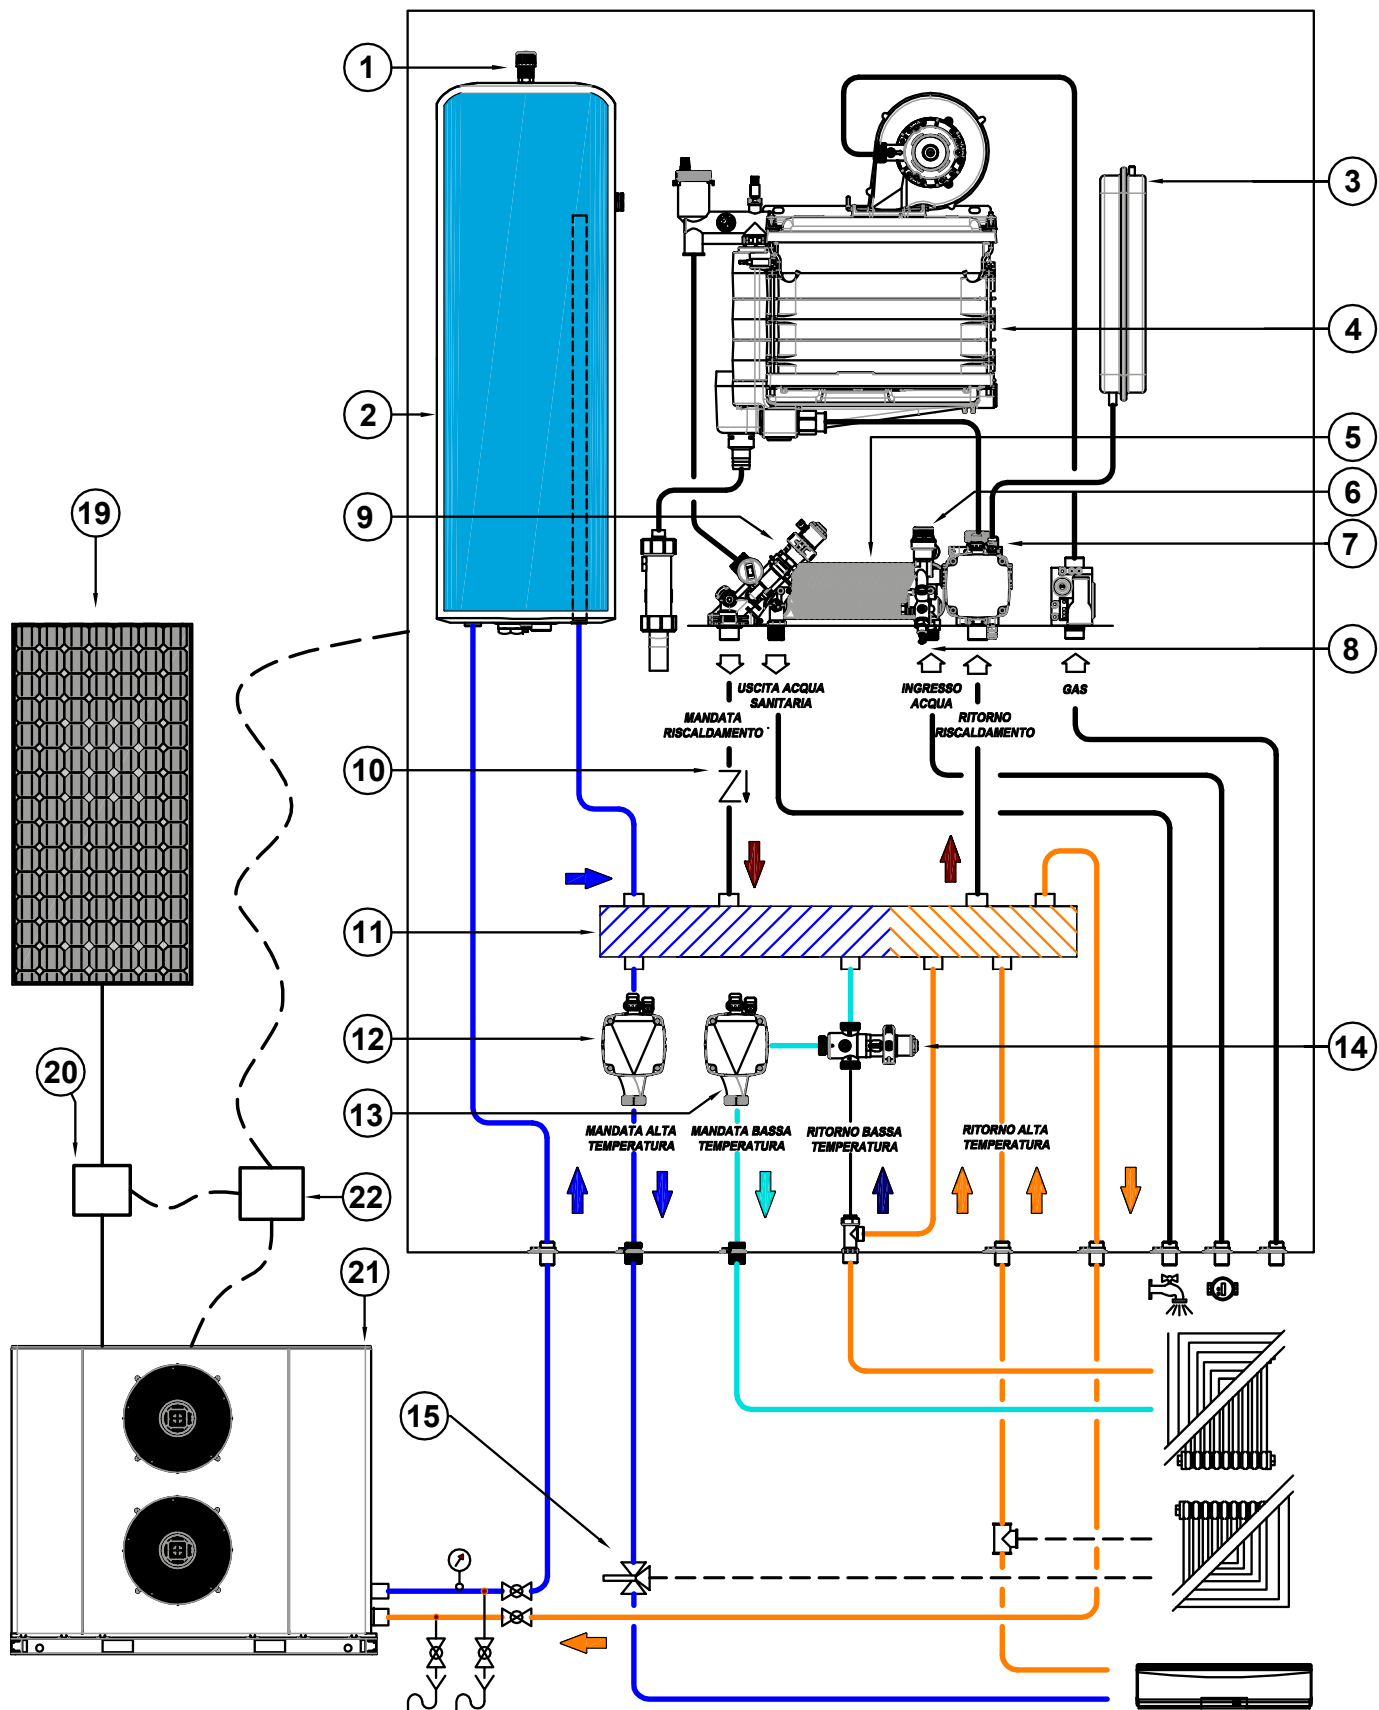 1
2
3
4
5
6
7
8
9
10
11
12
13
14
15
19
20
21
22
USCITA ACQUA
SANITARIA
MANDATA
RISCALDAMENTO
INGRESSO
ACQUA
RITORNO
RISCALDAMENTO
GAS
MANDATA ALTA
TEMPERATURA
MANDATA BASSA
TEMPERATURA
RITORNO BASSA
TEMPERATURA
RITORNO ALTA
TEMPERATURA